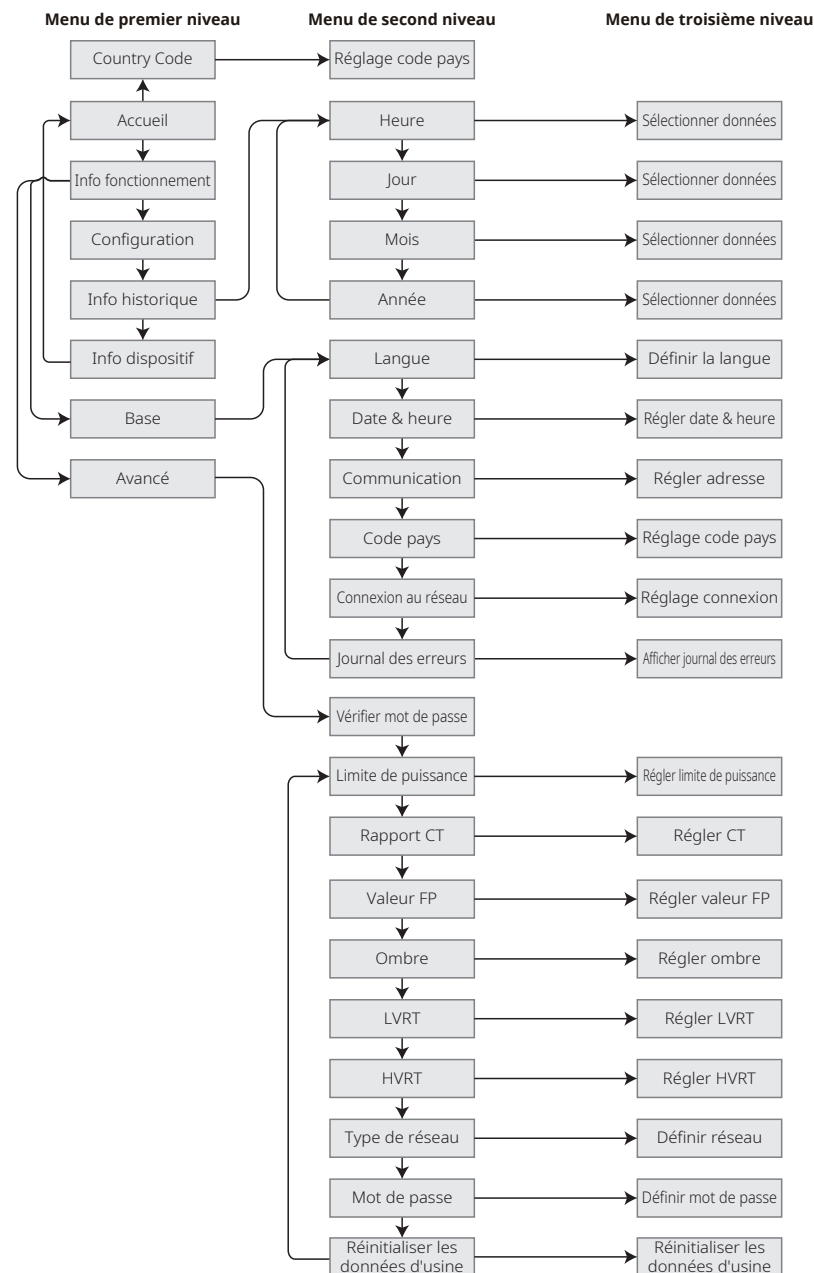 Menu de premier niveau
Menu de second niveau
Menu de troisième niveau
Country Code
Réglage code pays
Accueil
Heure
Sélectionner données
Info fonctionnement
Jour
Sélectionner données
Configuration
Mois
Sélectionner données
Info historique
Année
Sélectionner données
Info dispositif
Langue
Définir la langue
Base
Date & heure
Régler date & heure
Avancé
Communication
Régler adresse
Code pays
Réglage code pays
Connexion au réseau
Réglage connexion
Journal des erreurs
Afficher journal des erreurs
Vérifier mot de passe
Limite de puissance
Régler limite de puissance
Rapport CT
Régler CT
Valeur FP
Régler valeur FP
Ombre
Régler ombre
LVRT
Régler LVRT
HVRT
Régler HVRT
Type de réseau
Définir réseau
Mot de passe
Définir mot de passe
Réinitialiser les
données d'usine
Réinitialiser les
données d'usine